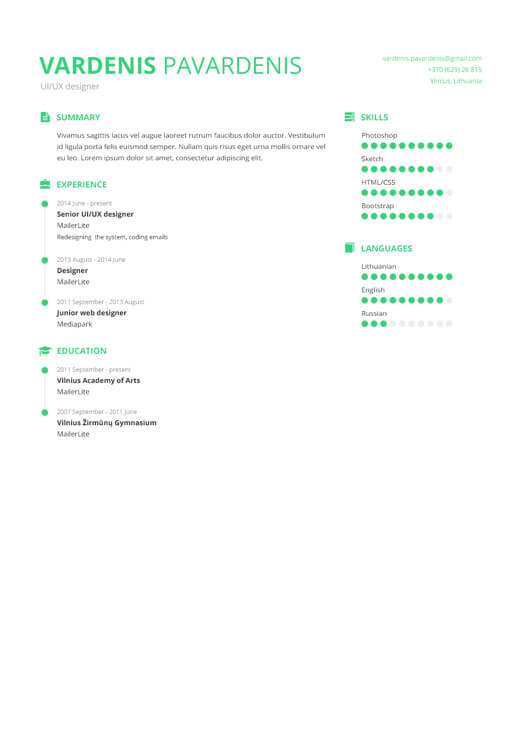 VARDENIS PAVARDENIS
UI/UX designer
vardenis.pavardenis@gmail.com
+370 (629) 26 815
Vilnius, Lithuania
SUMMARY
Vivamus sagittis lacus vel augue laoreet rutrum faucibus dolor auctor. Vestibulum
id ligula porta felis euismod semper. Nullam quis risus eget urna mollis ornare vel
eu leo. Lorem ipsum dolor sit amet, consectetur adipiscing elit.
EXPERIENCE
2014 June - present
Senior UI/UX designer
MailerLite
Redesigning the system, coding emails
2013 August - 2014 June
Designer
MailerLite
2011 September - 2013 August
Junior web designer
Mediapark
EDUCATION
2011 September - present
Vilnius Academy of Arts
MailerLite
2007 September - 2011 June
Vilnius Žirmūnų Gymnasium
MailerLite
SKILLS
Photoshop
Sketch
HTML/CSS
Bootstrap
LANGUAGES
Lithuanian
English
Russian